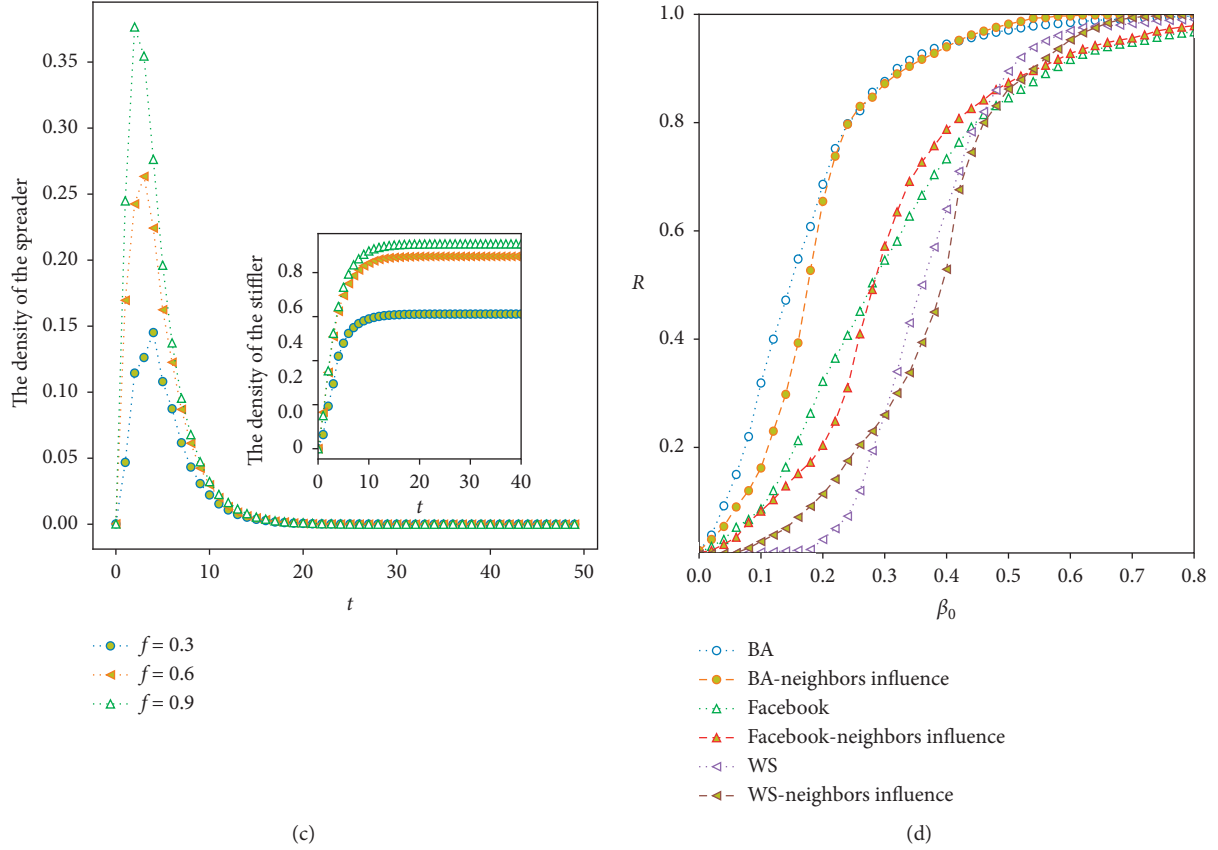 0.35
0.30
0.25
0.20
0.15
0.10
0.05
0.00
The density of the spreader
0 10 20 30 40 50
t
0.8
0.6
0.4
0.2
0.0
0
The density of the stiffler
0 10 20 30 40
t
f = 0.3
f = 0.6
f = 0.9
(c)
1.0
0.8
0.6
0.4
0.2
R
0.0 0.1 0.2 0.3 0.4 0.5 0.6 0.7 0.8
β0
BA
BA-neighbors influence
Facebook
Facebook-neighbors influence
WS
WS-neighbors influence
(d)